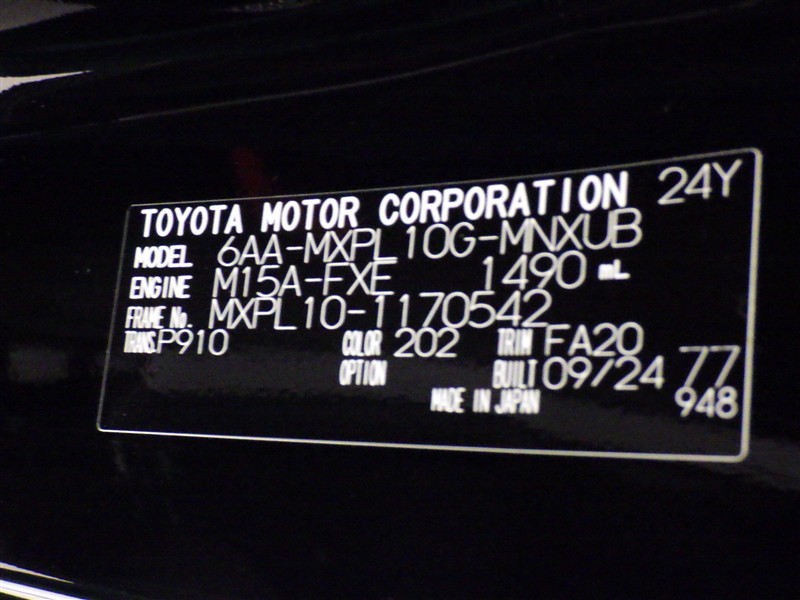 TOYOTA MOTOR CORPORATION 24Y
MODEL 6AA-MXPL10G-MNXUB
ENGINE M15A-FXE 1490 mL
FRAME No. MXPL10-1170542
TRANS. P910 COLOR 202 TRIM FA20
OPTION BUILT 09/24 77
MADE IN JAPAN 948